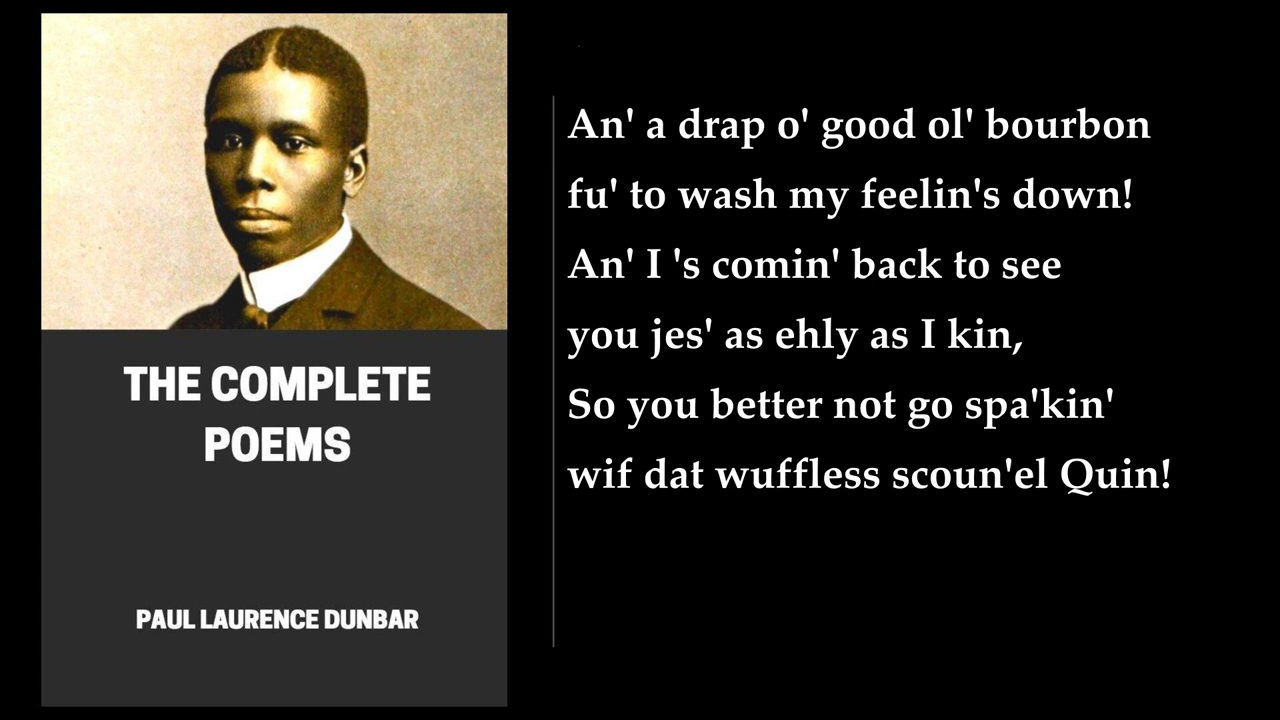 THE COMPLETE
POEMS
PAUL LAURENCE DUNBAR
An' a drap o' good ol' bourbon
fu' to wash my feelin's down!
An' I 's comin' back to see
you jes' as ehly as I kin,
So you better not go spa'kin'
wif dat wuffless scoun'el Quin!